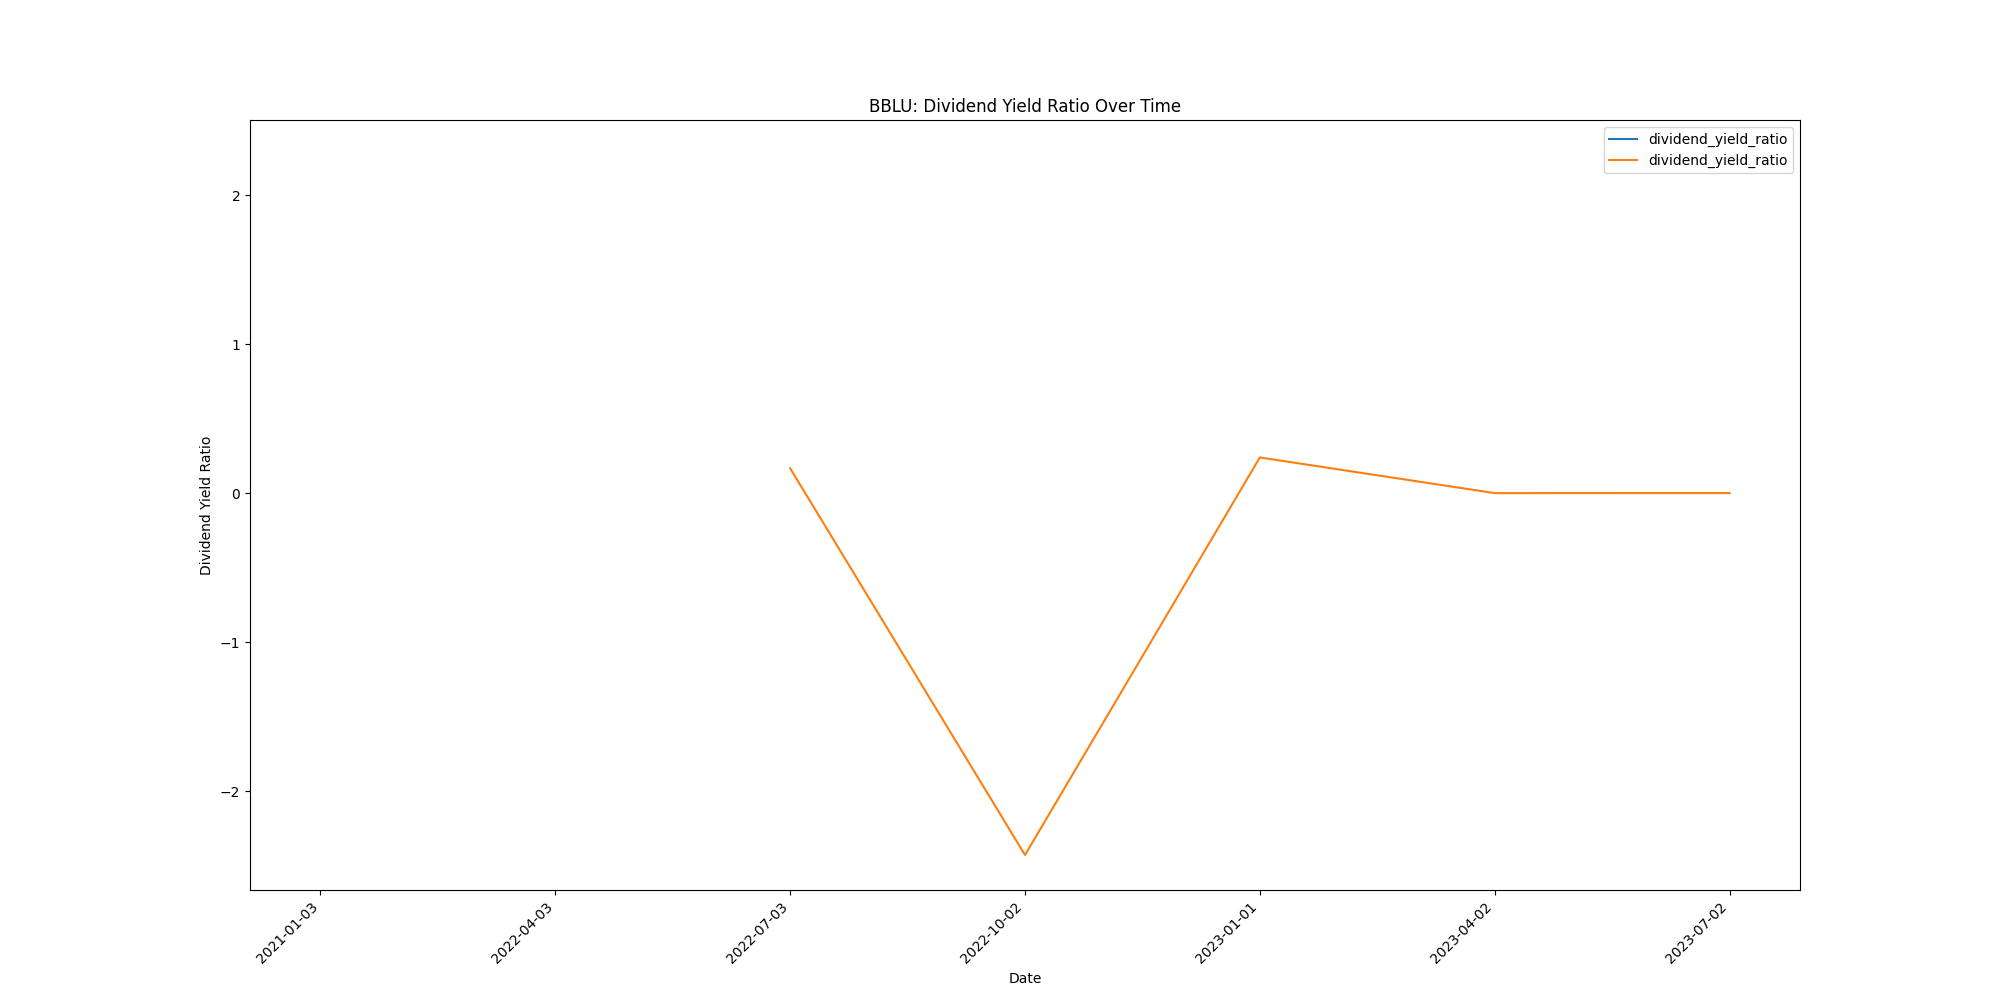 BBLU: Dividend Yield Ratio Over Time
dividend_yield_ratio
dividend_yield_ratio
Dividend Yield Ratio
2
1
0
−1
−2
2021-01-03
2022-04-03
2022-07-03
2022-10-02
2023-01-01
2023-04-02
2023-07-02
Date